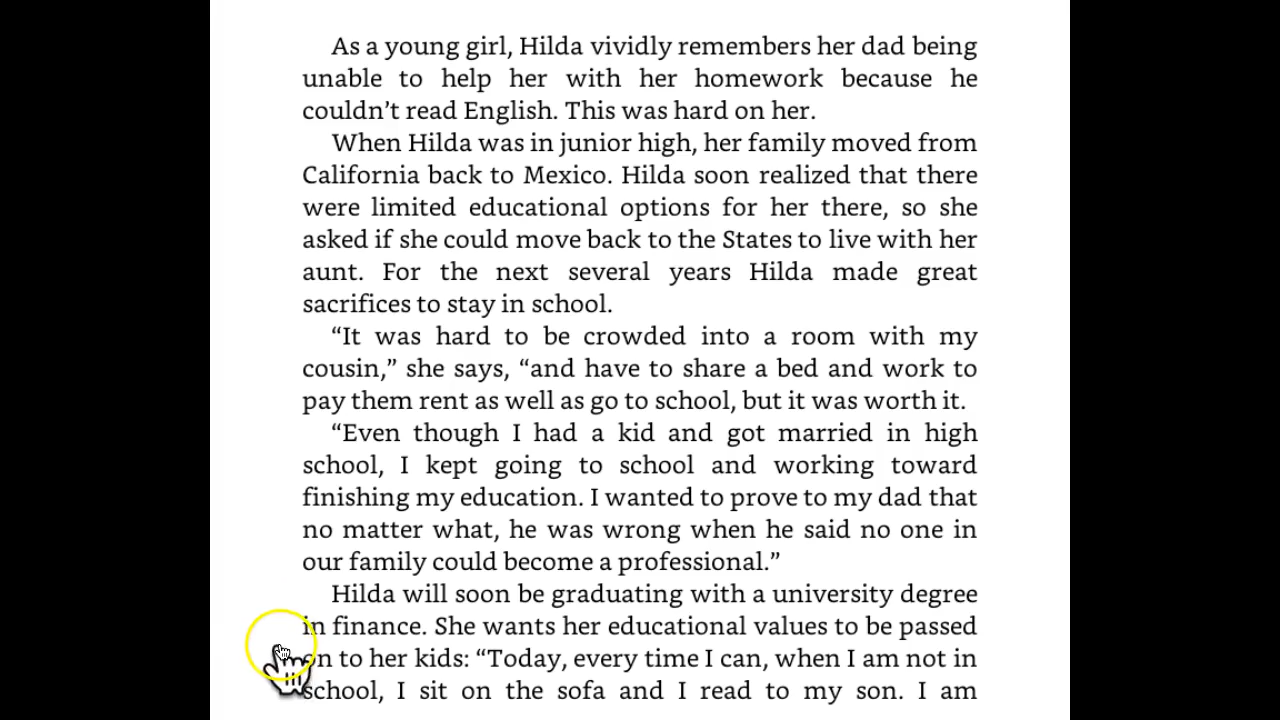 As a young girl, Hilda vividly remembers her dad being
unable to help her with her homework because he
couldn’t read English. This was hard on her.
When Hilda was in junior high, her family moved from
California back to Mexico. Hilda soon realized that there
were limited educational options for her there, so she
asked if she could move back to the States to live with her
aunt. For the next several years Hilda made great
sacrifices to stay in school.
“It was hard to be crowded into a room with my
cousin,” she says, “and have to share a bed and work to
pay them rent as well as go to school, but it was worth it.
“Even though I had a kid and got married in high
school, I kept going to school and working toward
finishing my education. I wanted to prove to my dad that
no matter what, he was wrong when he said no one in
our family could become a professional.”
Hilda will soon be graduating with a university degree
in finance. She wants her educational values to be passed
on to her kids: “Today, every time I can, when I am not in
school, I sit on the sofa and I read to my son. I am